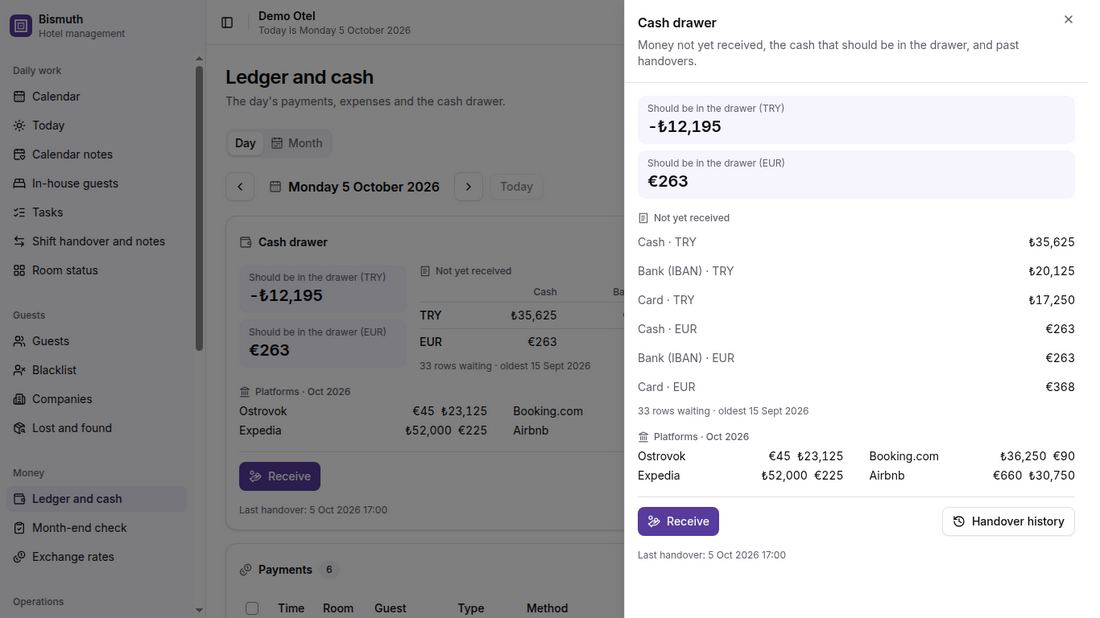 Bismuth
Hotel management
Daily work
Calendar
Today
Calendar notes
In-house guests
Tasks
Shift handover and notes
Room status
Guests
Guests
Blacklist
Companies
Lost and found
Money
Ledger and cash
Month-end check
Exchange rates
Operations
Demo Otel
Today is Monday 5 October 2026
Ledger and cash
The day's payments, expenses and the cash drawer.
Day Month
Monday 5 October 2026 Today
Cash drawer
Should be in the drawer (TRY)
-₺12,195
Should be in the drawer (EUR)
€263
Not yet received
Cash
TRY ₺35,625
EUR €263
33 rows waiting · oldest 15 Sept 2026
Platforms · Oct 2026
Ostrovok €45 ₺23,125 Booking.com
Expedia ₺52,000 €225 Airbnb
Receive
Last handover: 5 Oct 2026 17:00
Payments 6
Time Room Guest Type Method
Cash drawer
Money not yet received, the cash that should be in the drawer, and past
handovers.
Should be in the drawer (TRY)
-₺12,195
Should be in the drawer (EUR)
€263
Not yet received
Cash · TRY ₺35,625
Bank (IBAN) · TRY ₺20,125
Card · TRY ₺17,250
Cash · EUR €263
Bank (IBAN) · EUR €263
Card · EUR €368
33 rows waiting · oldest 15 Sept 2026
Platforms · Oct 2026
Ostrovok €45 ₺23,125 Booking.com ₺36,250 €90
Expedia ₺52,000 €225 Airbnb €660 ₺30,750
Receive Handover history
Last handover: 5 Oct 2026 17:00